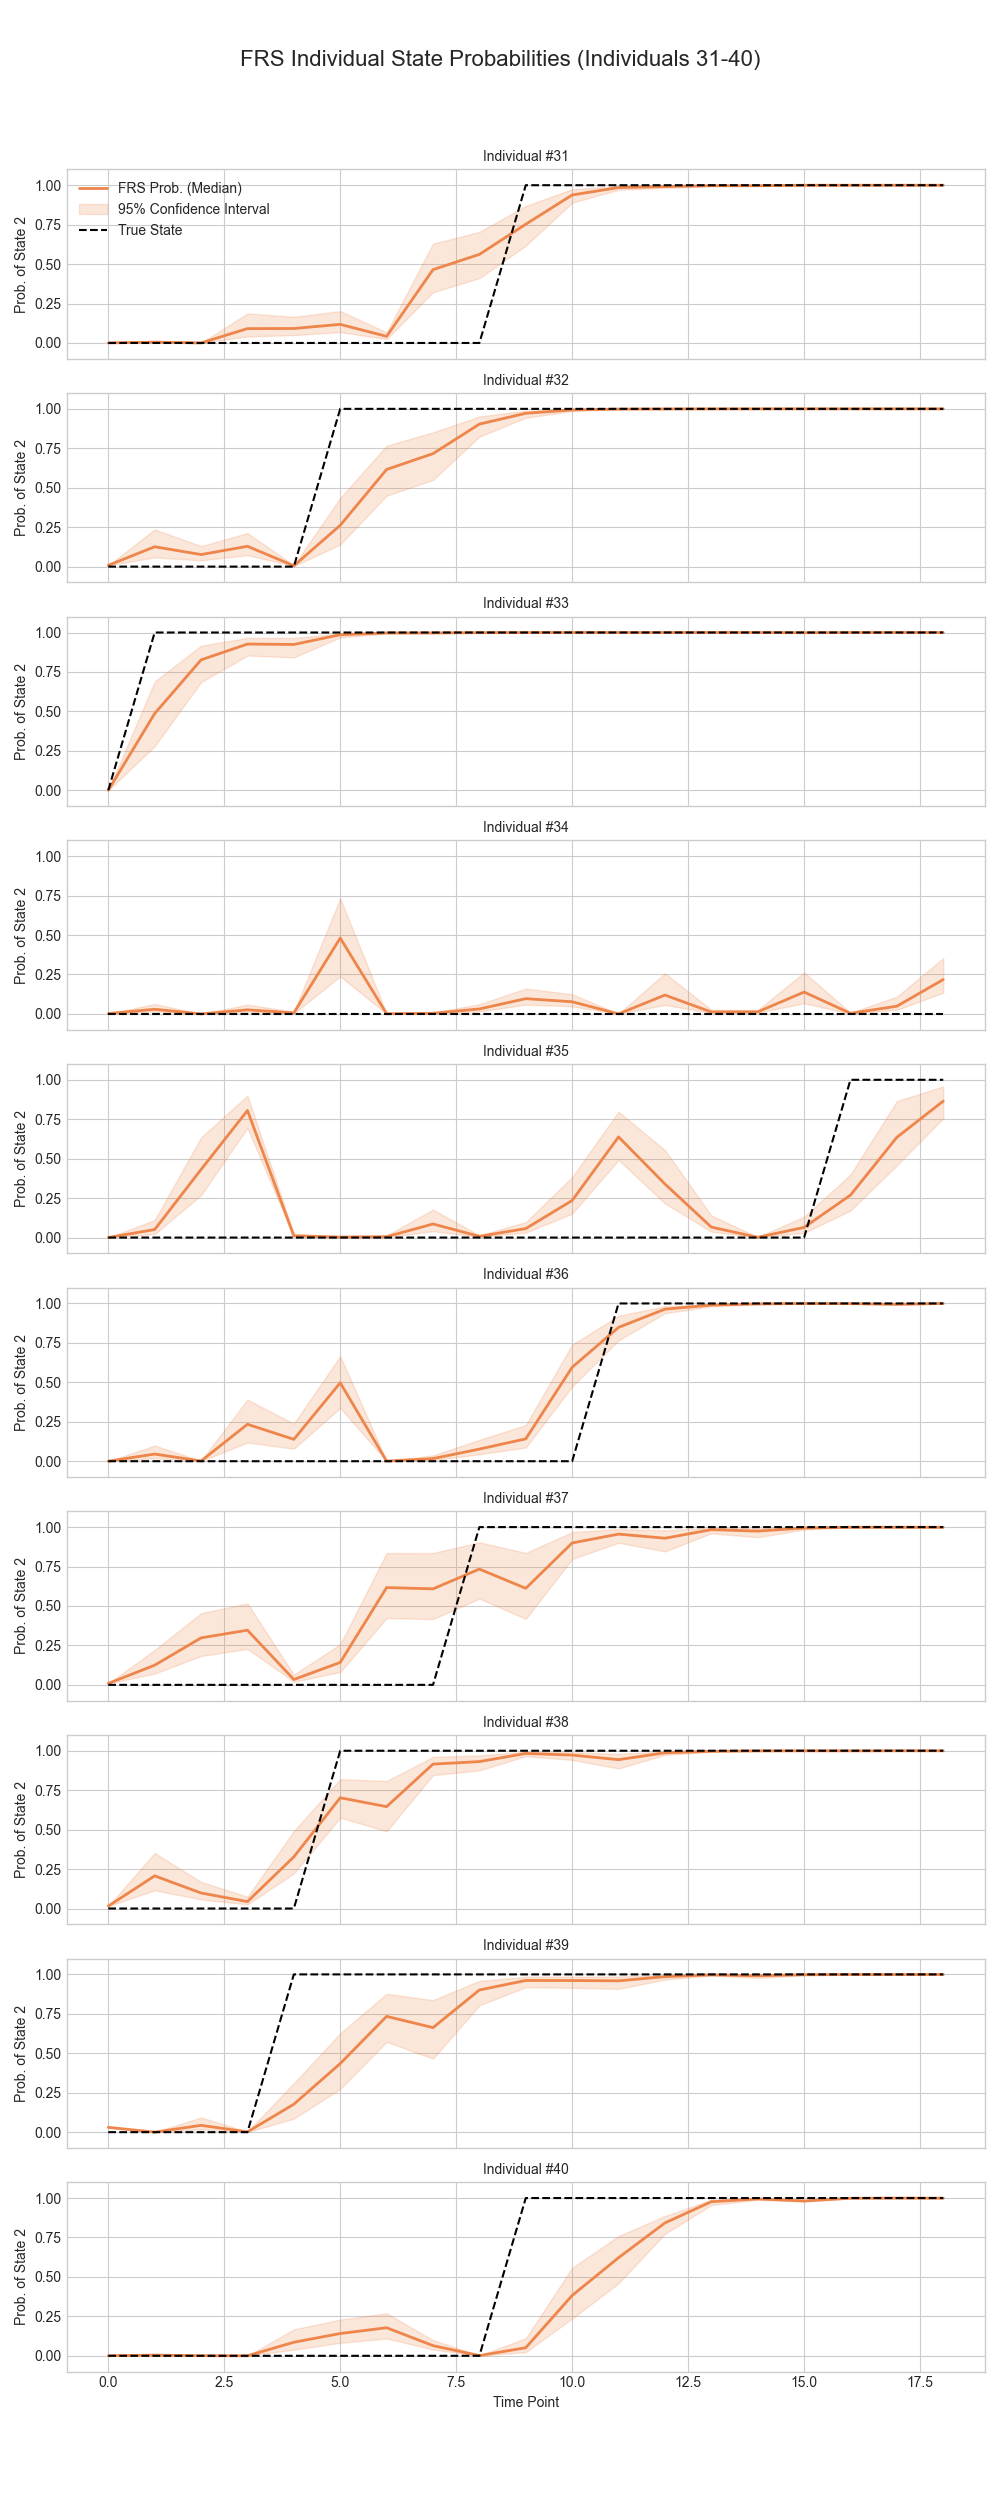 FRS Individual State Probabilities (Individuals 31-40)
Individual #31
FRS Prob. (Median)
95% Confidence Interval
True State
Prob. of State 2
1.00
0.75
0.50
0.25
0.00
Individual #32
Prob. of State 2
1.00
0.75
0.50
0.25
0.00
Individual #33
Prob. of State 2
1.00
0.75
0.50
0.25
0.00
Individual #34
Prob. of State 2
1.00
0.75
0.50
0.25
0.00
Individual #35
Prob. of State 2
1.00
0.75
0.50
0.25
0.00
Individual #36
Prob. of State 2
1.00
0.75
0.50
0.25
0.00
Individual #37
Prob. of State 2
1.00
0.75
0.50
0.25
0.00
Individual #38
Prob. of State 2
1.00
0.75
0.50
0.25
0.00
Individual #39
Prob. of State 2
1.00
0.75
0.50
0.25
0.00
Individual #40
Prob. of State 2
1.00
0.75
0.50
0.25
0.00
0.0 2.5 5.0 7.5 10.0 12.5 15.0 17.5
Time Point